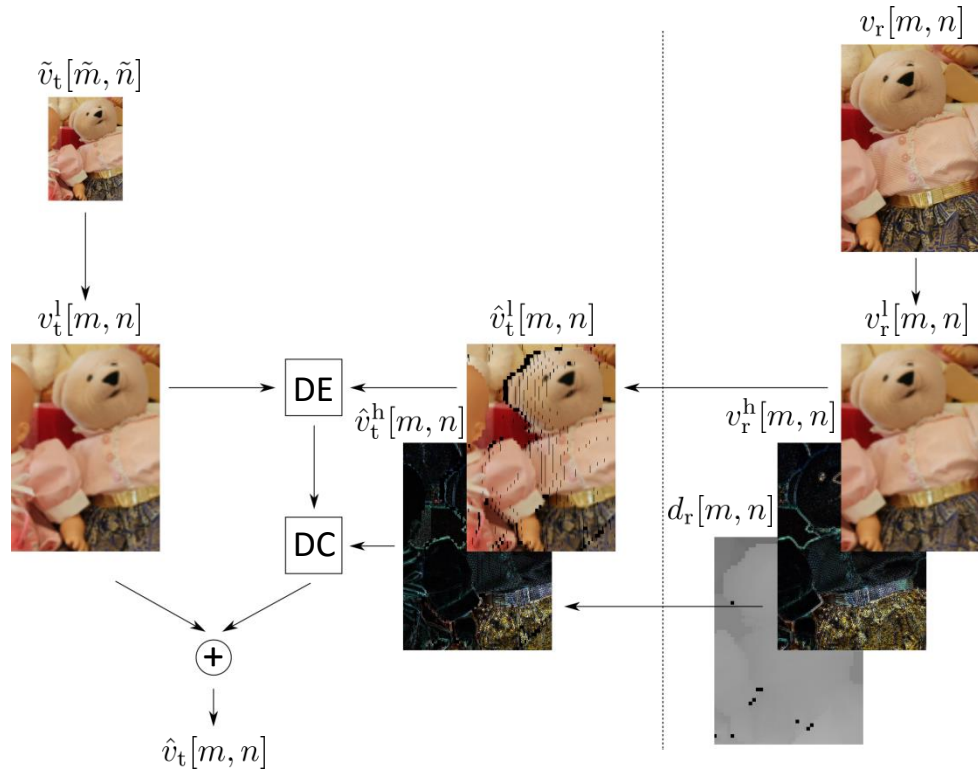 v_r[m, n]
ṽ_t[m̃, ñ]
v_t^l[m, n]
v̂_t^l[m, n]
v_r^l[m, n]
DE
v̂_t^h[m, n]
v_r^h[m, n]
d_r[m, n]
DC
+
v̂_t[m, n]